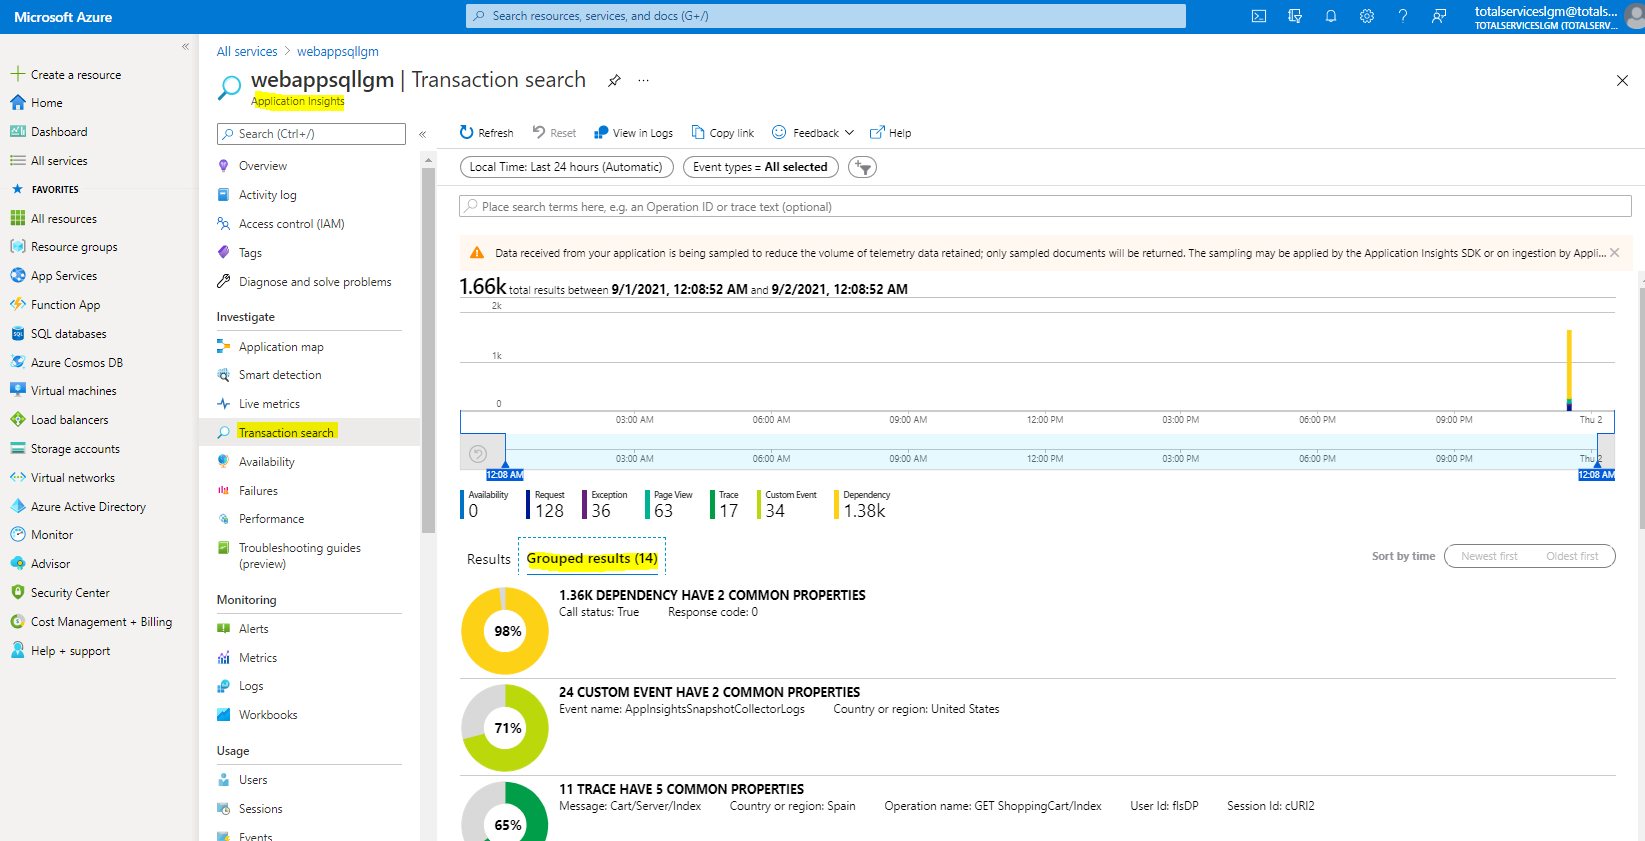 Microsoft Azure
Search resources, services, and docs (G+/)
totalserviceslgm@totals...
TOTALSERVICESLGM (TOTALSERV...
«
Create a resource
Home
Dashboard
All services
FAVORITES
All resources
Resource groups
App Services
Function App
SQL databases
Azure Cosmos DB
Virtual machines
Load balancers
Storage accounts
Virtual networks
Azure Active Directory
Monitor
Advisor
Security Center
Cost Management + Billing
Help + support
All services > webappsqllgm
webappsqllgm | Transaction search
...
Application Insights
Search (Ctrl+/)
«
Overview
Activity log
Access control (IAM)
Tags
Diagnose and solve problems
Investigate
Application map
Smart detection
Live metrics
Transaction search
Availability
Failures
Performance
Troubleshooting guides
(preview)
Monitoring
Alerts
Metrics
Logs
Workbooks
Usage
Users
Sessions
Events
Refresh
Reset
View in Logs
Copy link
Feedback
Help
Local Time: Last 24 hours (Automatic)
Event types = All selected
Place search terms here, e.g. an Operation ID or trace text (optional)
Data received from your application is being sampled to reduce the volume of telemetry data retained; only sampled documents will be returned. The sampling may be applied by the Application Insights SDK or on ingestion by Appli...
1.66k total results between 9/1/2021, 12:08:52 AM and 9/2/2021, 12:08:52 AM
2k
1k
0
03:00 AM 06:00 AM 09:00 AM 12:00 PM 03:00 PM 06:00 PM 09:00 PM Thu 2
03:00 AM 06:00 AM 09:00 AM 12:00 PM 03:00 PM 06:00 PM 09:00 PM Thu 2
12:08 AM 12:08 AM
Availability
0
Request
128
Exception
36
Page View
63
Trace
17
Custom Event
34
Dependency
1.38k
Results
Grouped results (14)
Sort by time
Newest first
Oldest first
98%
1.36K DEPENDENCY HAVE 2 COMMON PROPERTIES
Call status: True Response code: 0
71%
24 CUSTOM EVENT HAVE 2 COMMON PROPERTIES
Event name: AppInsightsSnapshotCollectorLogs Country or region: United States
65%
11 TRACE HAVE 5 COMMON PROPERTIES
Message: Cart/Server/Index Country or region: Spain Operation name: GET ShoppingCart/Index User Id: flsDP Session Id: cURI2